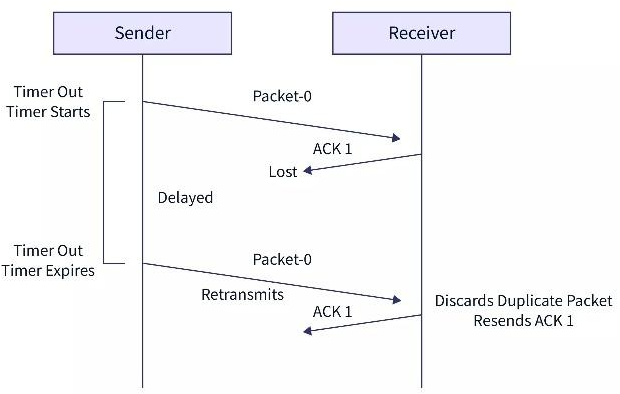 Sender
Receiver
Timer Out
Timer Starts
Packet-0
ACK 1
Lost
Delayed
Timer Out
Timer Expires
Packet-0
Retransmits
ACK 1
Discards Duplicate Packet
Resends ACK 1